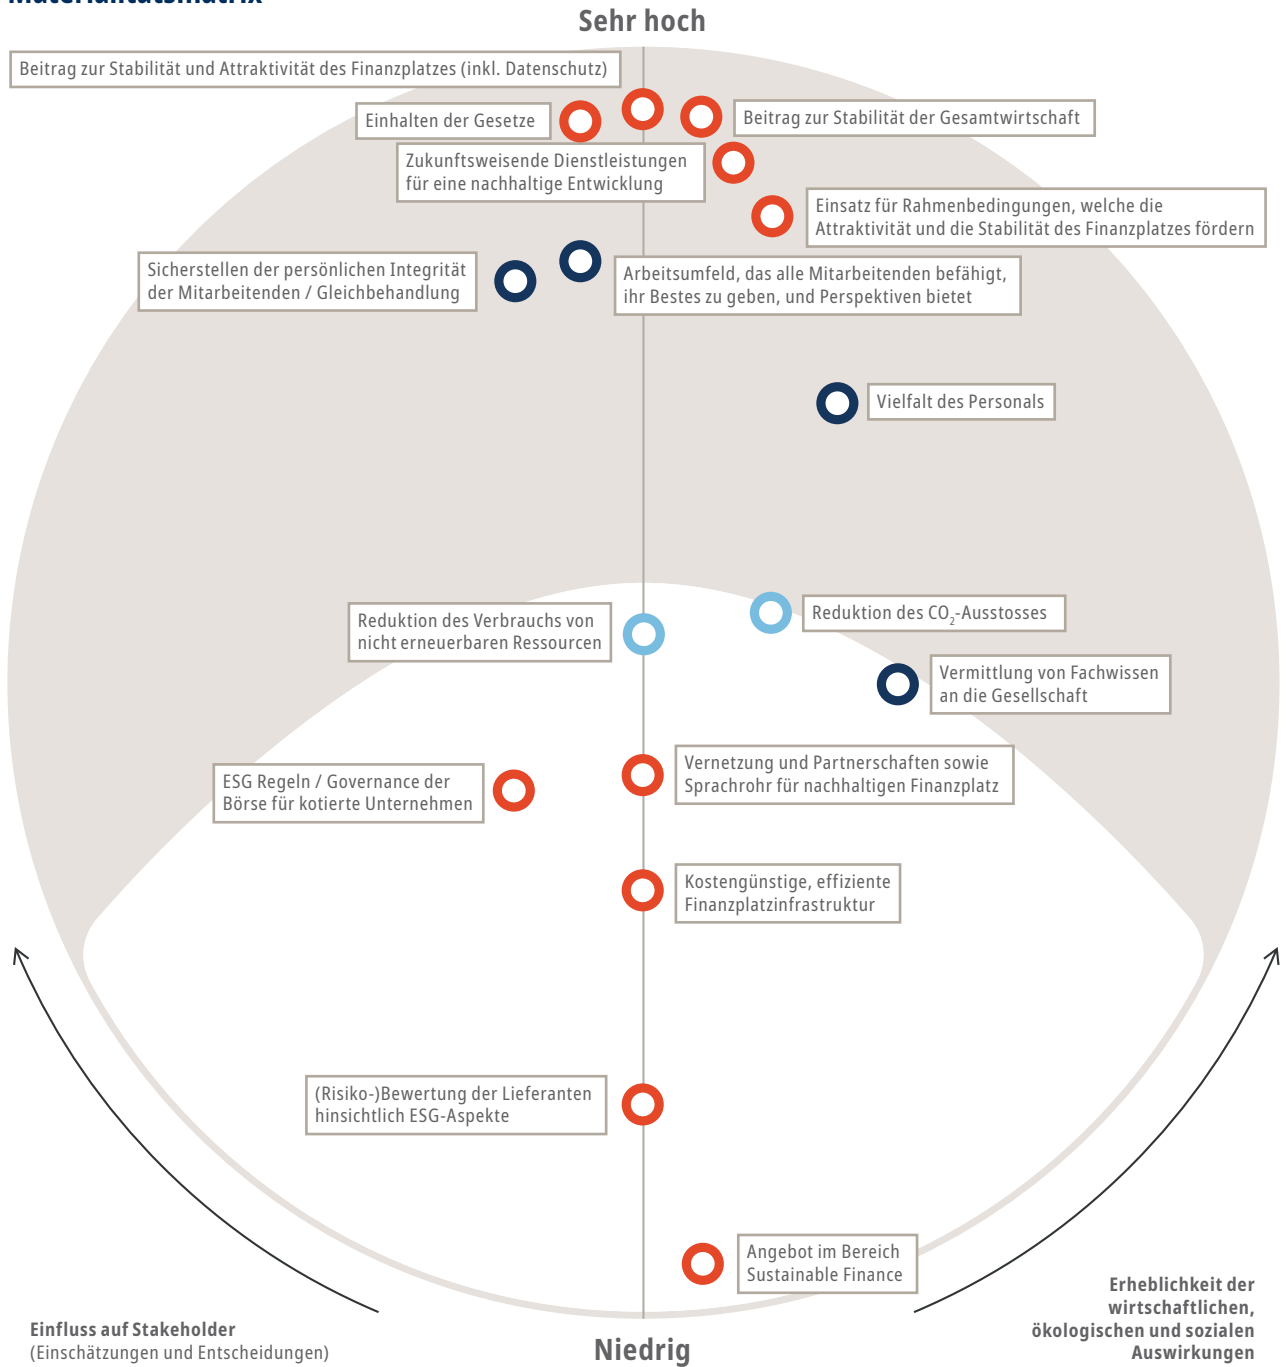 Materialitätsmatrix
Sehr hoch
Beitrag zur Stabilität und Attraktivität des Finanzplatzes (inkl. Datenschutz)
Einhalten der Gesetze
Beitrag zur Stabilität der Gesamtwirtschaft
Zukunftsweisende Dienstleistungen
für eine nachhaltige Entwicklung
Einsatz für Rahmenbedingungen, welche die
Attraktivität und die Stabilität des Finanzplatzes fördern
Sicherstellen der persönlichen Integrität
der Mitarbeitenden / Gleichbehandlung
Arbeitsumfeld, das alle Mitarbeitenden befähigt,
ihr Bestes zu geben, und Perspektiven bietet
Vielfalt des Personals
Reduktion des Verbrauchs von
nicht erneuerbaren Ressourcen
Reduktion des CO₂-Ausstosses
Vermittlung von Fachwissen
an die Gesellschaft
ESG Regeln / Governance der
Börse für kotierte Unternehmen
Vernetzung und Partnerschaften sowie
Sprachrohr für nachhaltigen Finanzplatz
Kostengünstige, effiziente
Finanzplatzinfrastruktur
(Risiko-)Bewertung der Lieferanten
hinsichtlich ESG-Aspekte
Angebot im Bereich
Sustainable Finance
Einfluss auf Stakeholder
(Einschätzungen und Entscheidungen)
Niedrig
Erheblichkeit der
wirtschaftlichen,
ökologischen und sozialen
Auswirkungen